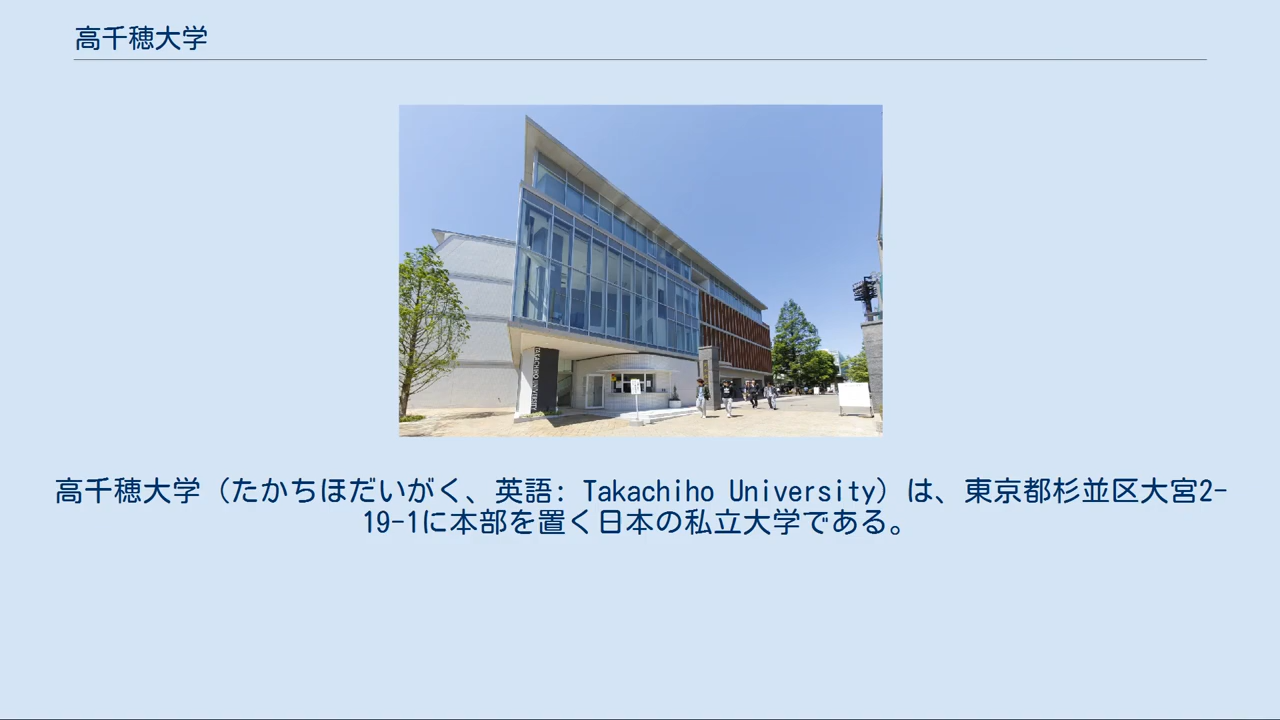 高千穂大学
TAKACHIHO UNIVERSITY
高千穂大学（たかちほだいがく、英語: Takachiho University）は、東京都杉並区大宮2-
19-1に本部を置く日本の私立大学である。